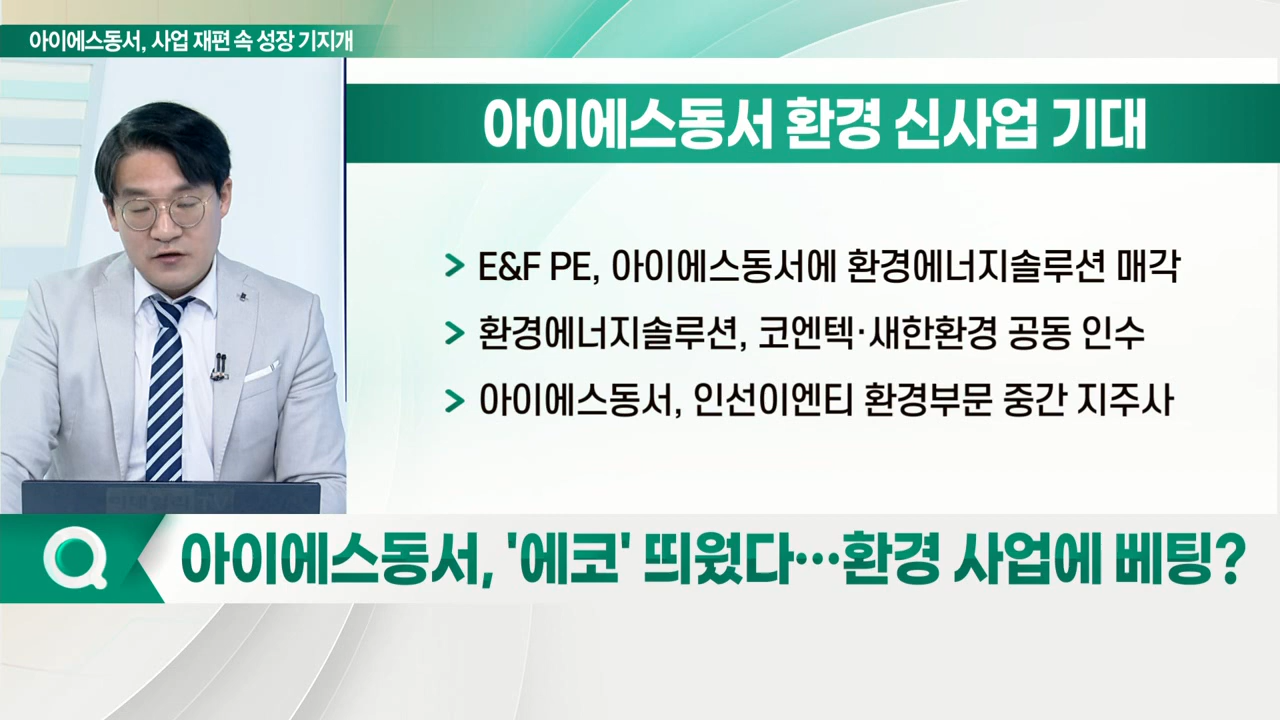 아이에스동서, 사업 재편 속 성장 기지개
아이에스동서 환경 신사업 기대
> E&F PE, 아이에스동서에 환경에너지솔루션 매각
> 환경에너지솔루션, 코엔텍·새한환경 공동 인수
> 아이에스동서, 인선이엔티 환경부문 중간 지주사
아이에스동서, '에코' 띄웠다…환경 사업에 베팅?